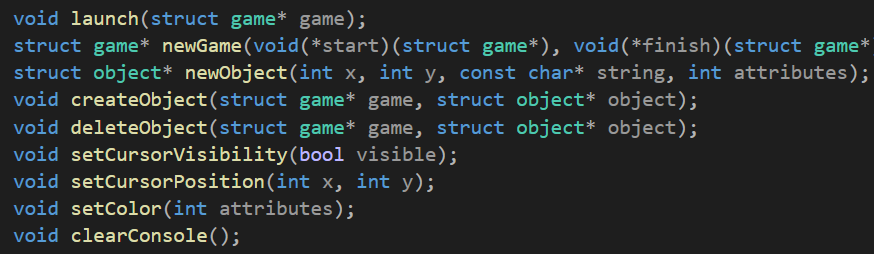 void launch(struct game* game);
struct game* newGame(void(*start)(struct game*), void(*finish)(struct game*
struct object* newObject(int x, int y, const char* string, int attributes);
void createObject(struct game* game, struct object* object);
void deleteObject(struct game* game, struct object* object);
void setCursorVisibility(bool visible);
void setCursorPosition(int x, int y);
void setColor(int attributes);
void clearConsole();